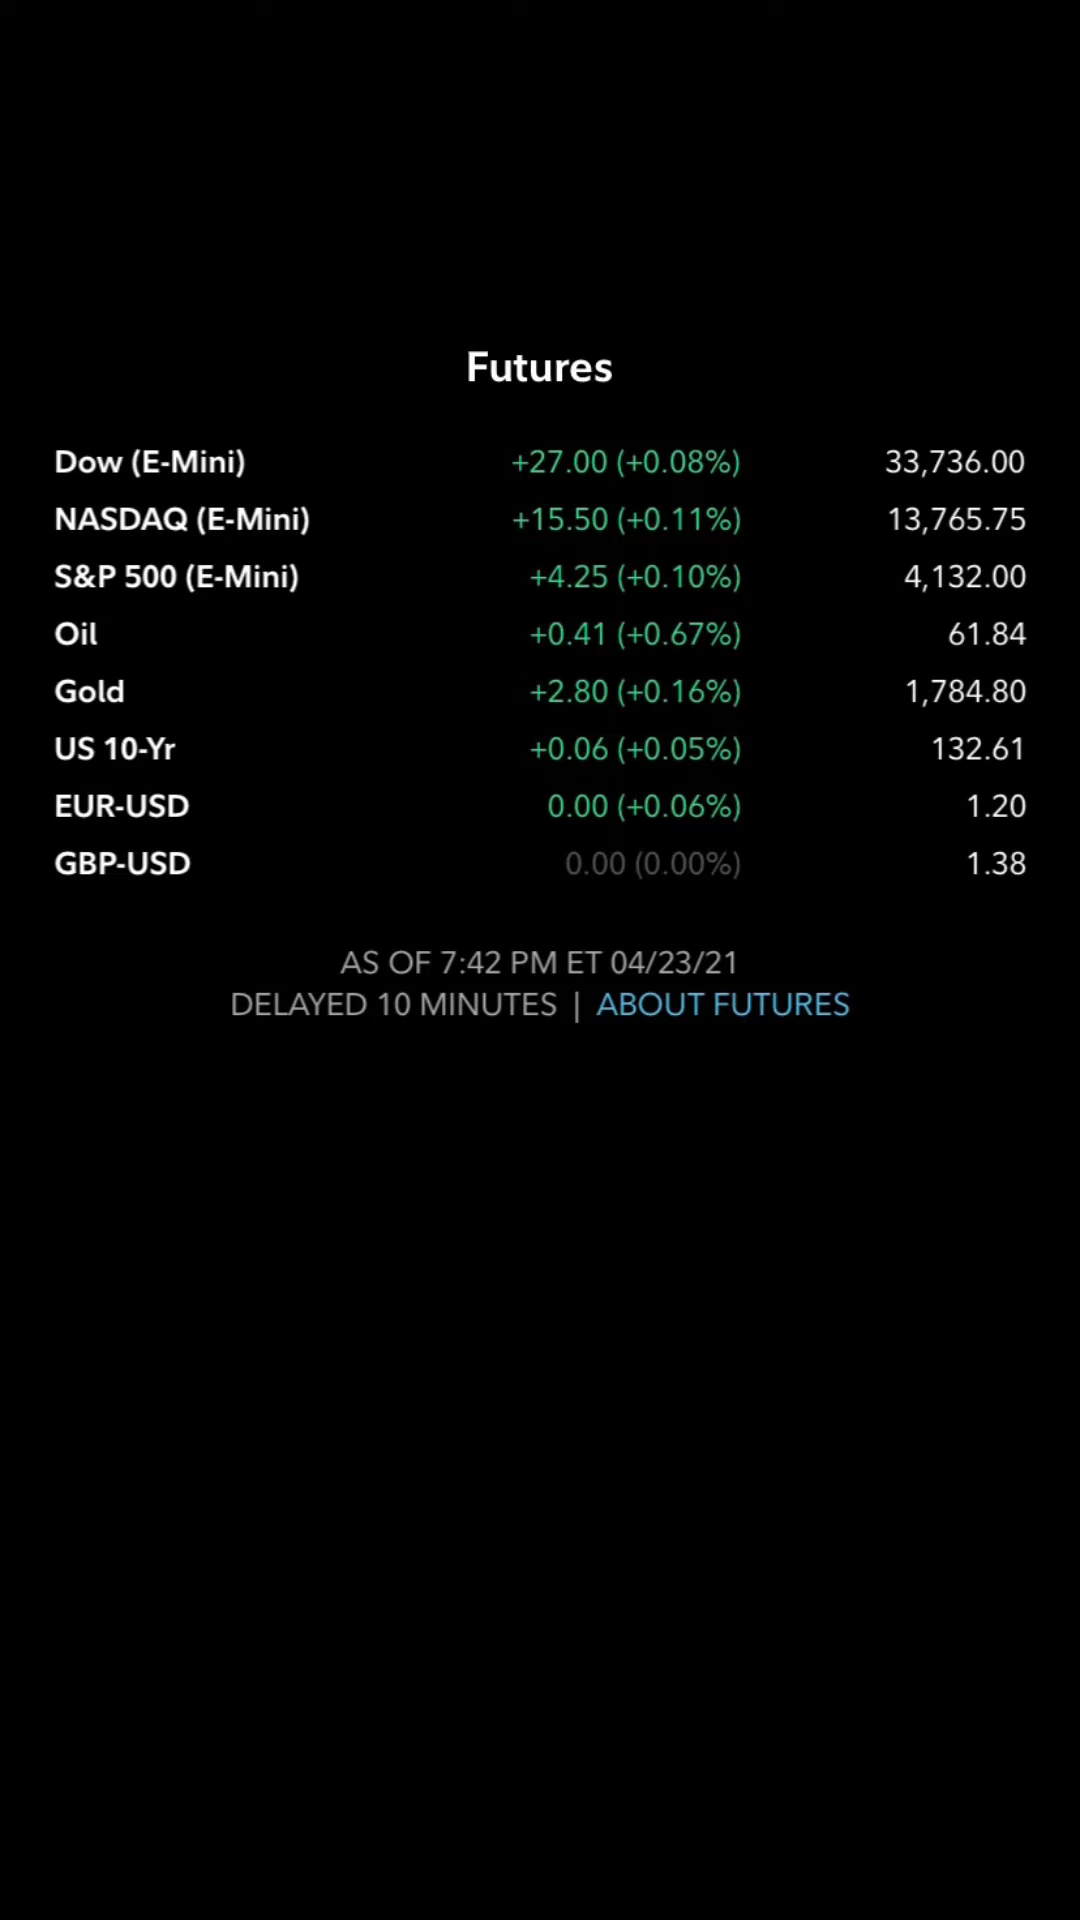 Futures
Dow (E-Mini) +27.00 (+0.08%) 33,736.00
NASDAQ (E-Mini) +15.50 (+0.11%) 13,765.75
S&P 500 (E-Mini) +4.25 (+0.10%) 4,132.00
Oil +0.41 (+0.67%) 61.84
Gold +2.80 (+0.16%) 1,784.80
US 10-Yr +0.06 (+0.05%) 132.61
EUR-USD 0.00 (+0.06%) 1.20
GBP-USD 0.00 (0.00%) 1.38
AS OF 7:42 PM ET 04/23/21
DELAYED 10 MINUTES | ABOUT FUTURES